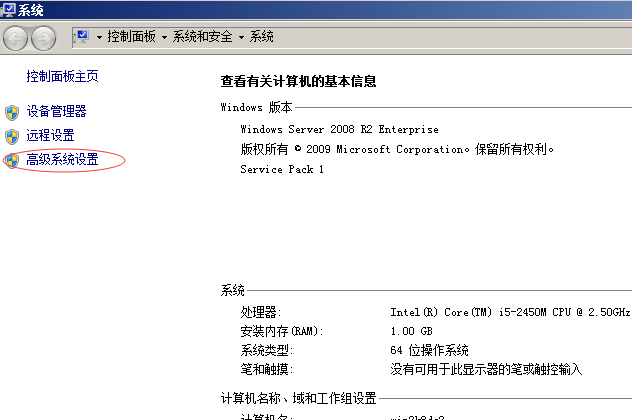 系统
控制面板 系统和安全 系统
控制面板主页
设备管理器
远程设置
高级系统设置
查看有关计算机的基本信息
Windows 版本
Windows Server 2008 R2 Enterprise
版权所有 © 2009 Microsoft Corporation。保留所有权利。
Service Pack 1
系统
处理器: Intel(R) Core(TM) i5-2450M CPU @ 2.50GHz
安装内存(RAM): 1.00 GB
系统类型: 64 位操作系统
笔和触摸: 没有可用于此显示器的笔或触控输入
计算机名称、域和工作组设置
计算机名: